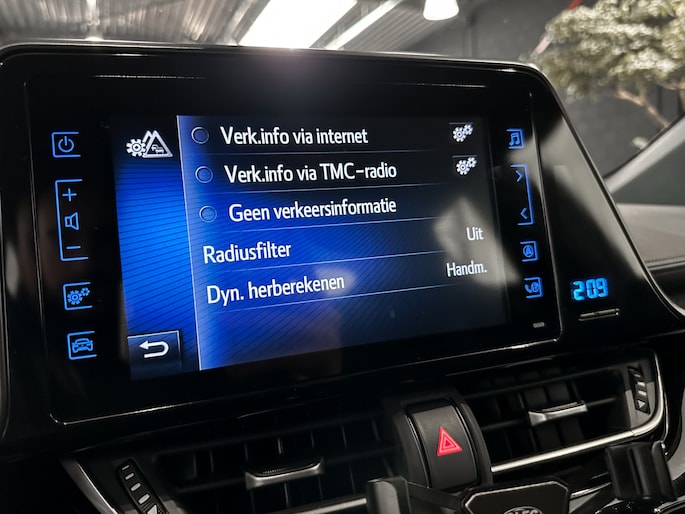 Verk.info via internet
Verk.info via TMC-radio
Geen verkeersinformatie
Radiusfilter Uit
Dyn. herberekenen Handm.
2:09